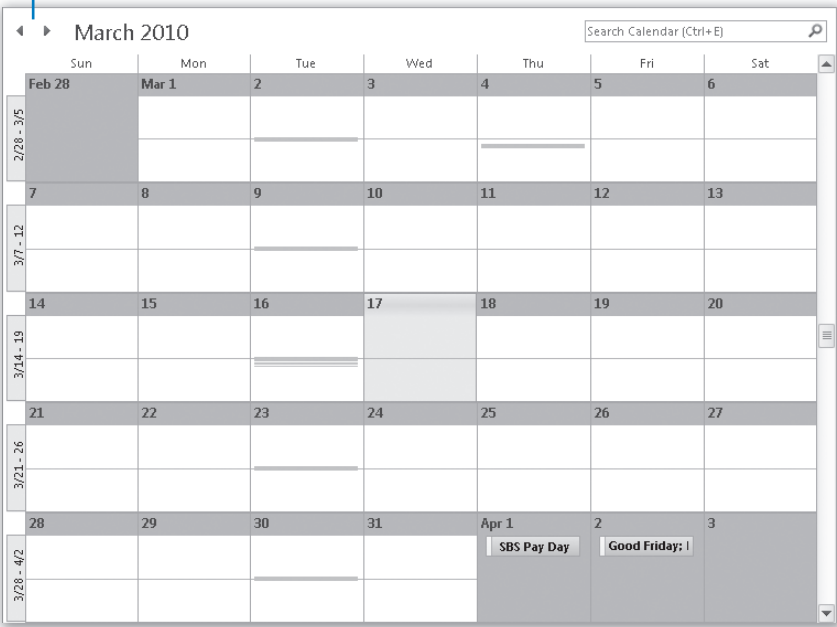 March 2010
Search Calendar (Ctrl+E)
Sun Mon Tue Wed Thu Fri Sat
2/28 - 3/5
Feb 28 Mar 1 2 3 4 5 6
3/7 - 12
7 8 9 10 11 12 13
3/14 - 19
14 15 16 17 18 19 20
3/21 - 26
21 22 23 24 25 26 27
3/28 - 4/2
28 29 30 31 Apr 1 2 3
SBS Pay Day Good Friday;